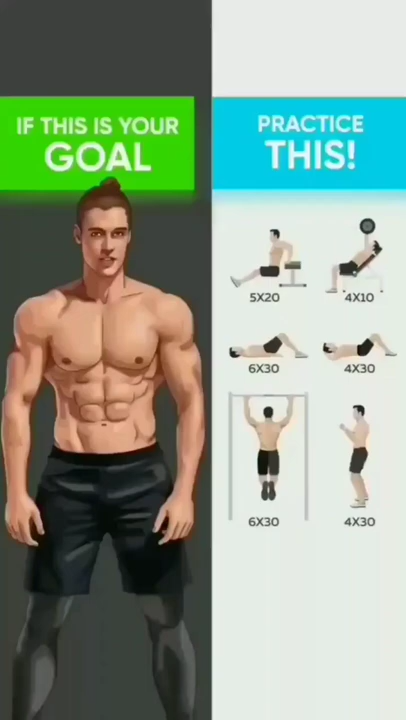 IF THIS IS YOUR
GOAL
PRACTICE
THIS!
5X20
4X10
6X30
4X30
6X30
4X30